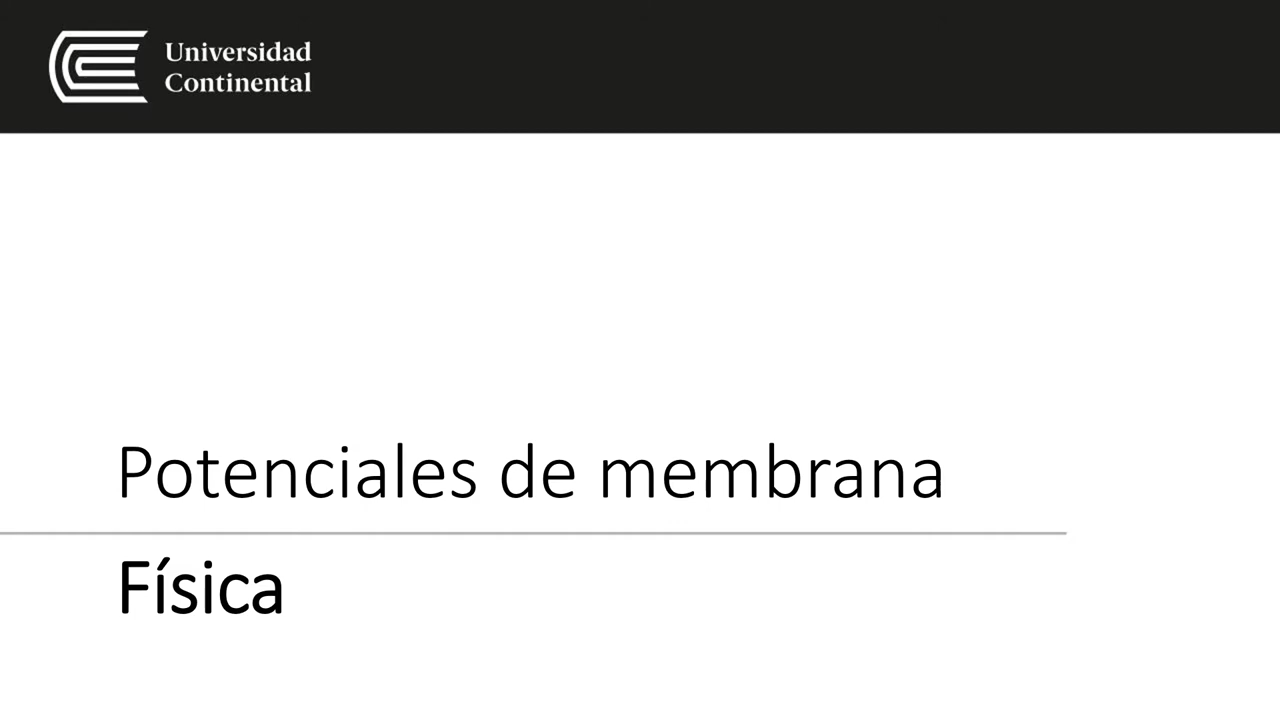 Universidad
Continental
Potenciales de membrana
Física